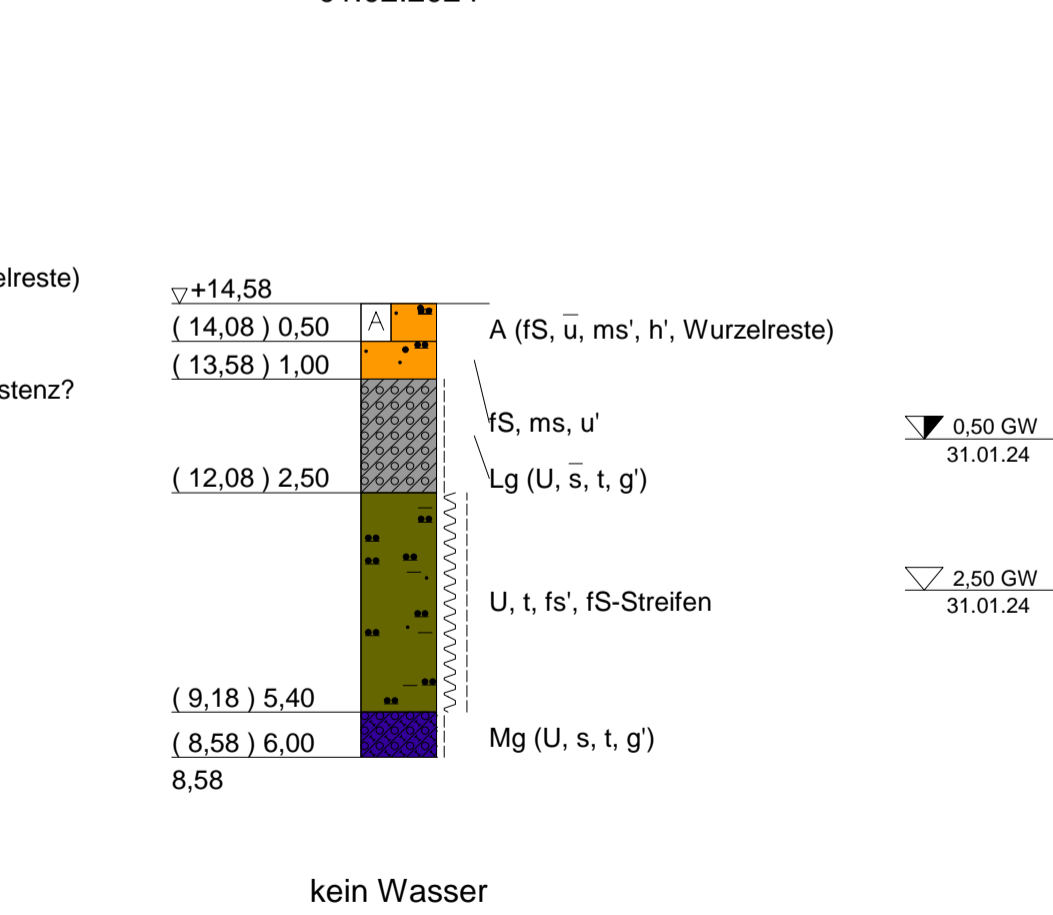 elreste)
stenz?
+14,58
( 14,08 ) 0,50
( 13,58 ) 1,00
( 12,08 ) 2,50
( 9,18 ) 5,40
( 8,58 ) 6,00
8,58
A
A (fS, u̅, ms', h', Wurzelreste)
fS, ms, u'
Lg (U, s̅, t, g')
U, t, fs', fS-Streifen
Mg (U, s, t, g')
kein Wasser
0,50 GW
31.01.24
2,50 GW
31.01.24